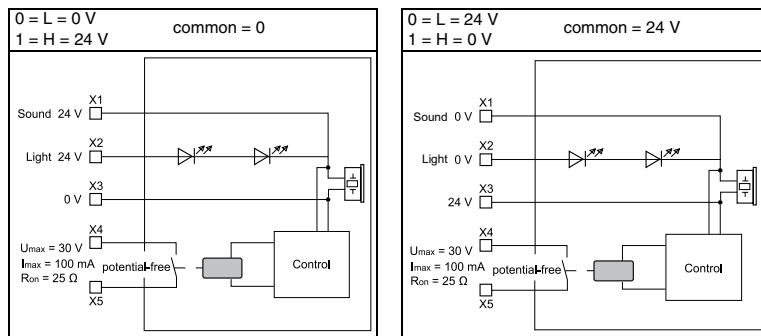 0 = L = 0 V
1 = H = 24 V
common = 0
X1
Sound 24 V
X2
Light 24 V
X3
0 V
X4
Umax = 30 V
Imax = 100 mA
Ron = 25 Ω
potential-free
X5
Control
0 = L = 24 V
1 = H = 0 V
common = 24 V
X1
Sound 0 V
X2
Light 0 V
X3
24 V
X4
Umax = 30 V
Imax = 100 mA
Ron = 25 Ω
potential-free
X5
Control